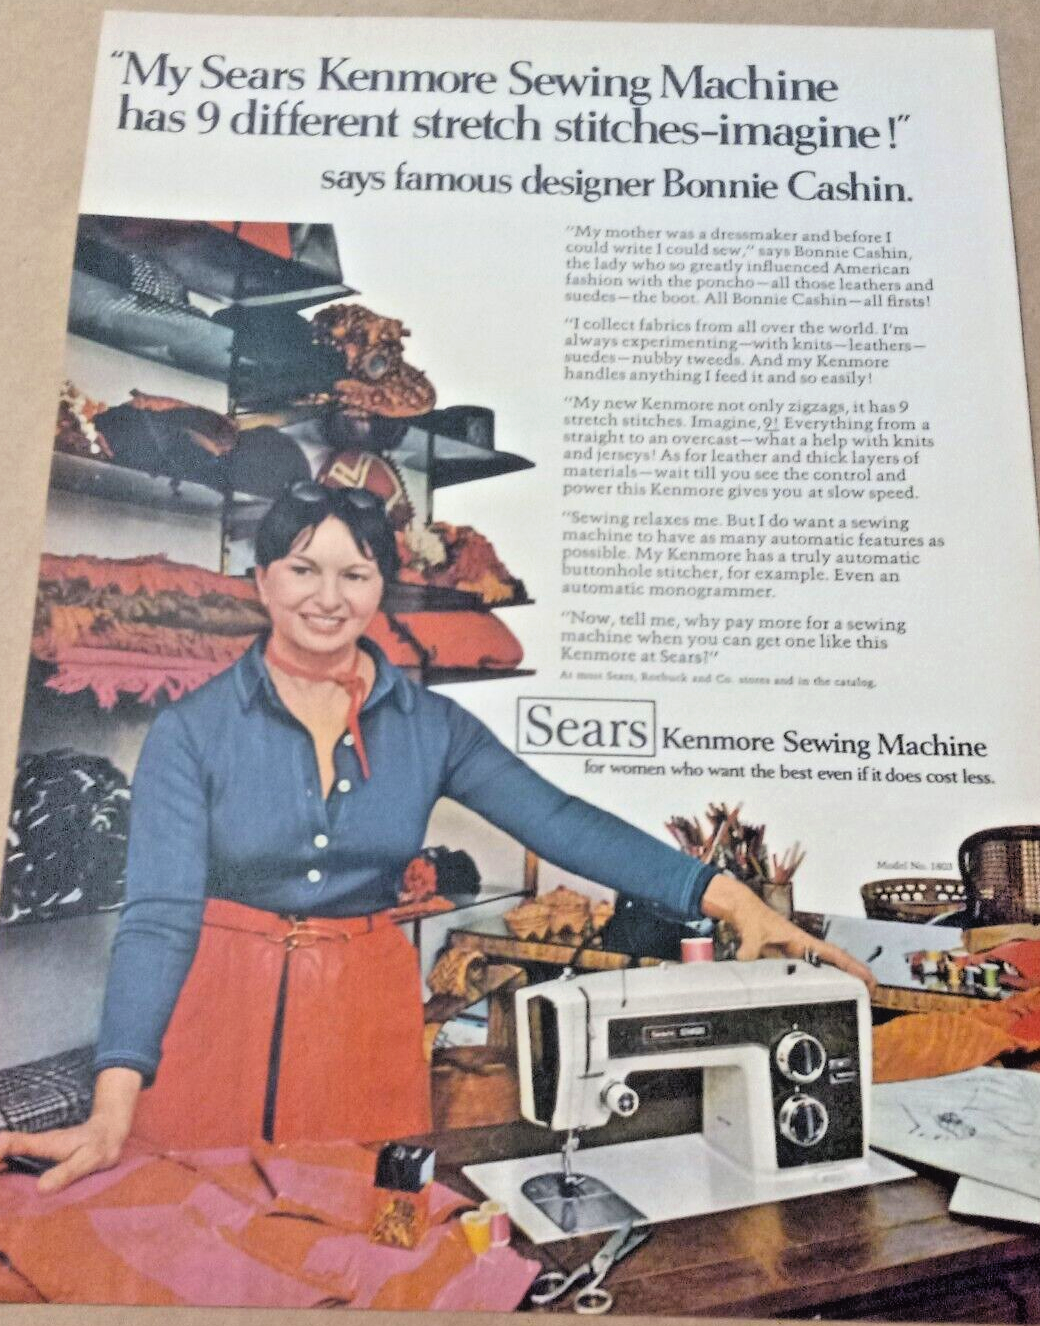 “My Sears Kenmore Sewing Machine
has 9 different stretch stitches–imagine!”
says famous designer Bonnie Cashin.
“My mother was a dressmaker and before I
could write I could sew,” says Bonnie Cashin,
the lady who so greatly influenced American
fashion with the poncho—all those leathers and
suedes—the boot. All Bonnie Cashin—all firsts!
“I collect fabrics from all over the world. I’m
always experimenting—with knits—leathers—
suedes—nubby tweeds. And my Kenmore
handles anything I feed it and so easily!
“My new Kenmore not only zigzags, it has 9
stretch stitches. Imagine, 9! Everything from a
straight to an overcast—what a help with knits
and jerseys! As for leather and thick layers of
materials—wait till you see the control and
power this Kenmore gives you at slow speed.
“Sewing relaxes me. But I do want a sewing
machine to have as many automatic features as
possible. My Kenmore has a truly automatic
buttonhole stitcher, for example. Even an
automatic monogrammer.
“Now, tell me, why pay more for a sewing
machine when you can get one like this
Kenmore at Sears?”
At most Sears, Roebuck and Co. stores and in the catalog.
Sears Kenmore Sewing Machine
for women who want the best even if it does cost less.
Model No. 1803
Sears